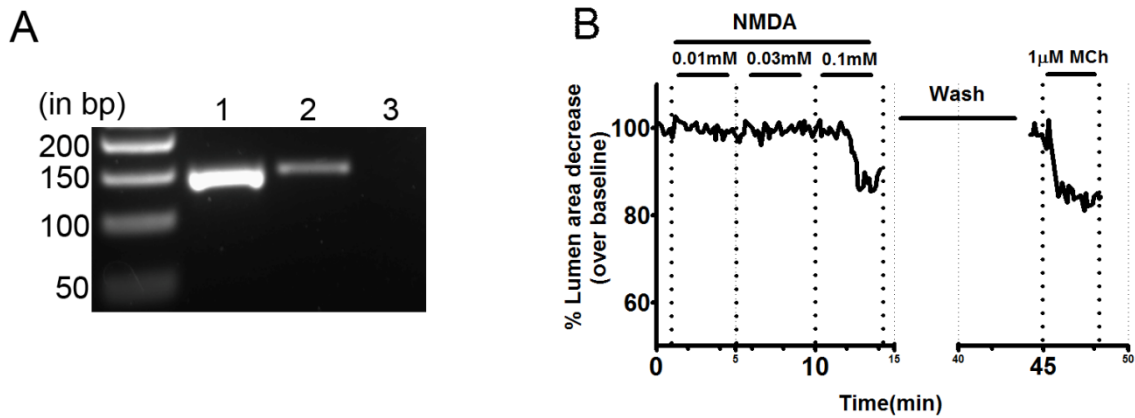 A
(in bp)
1 2 3
200
150
100
50
B
NMDA
0.01mM 0.03mM 0.1mM
1μM MCh
Wash
% Lumen area decrease
(over baseline)
100
80
60
0 5 10 15 40 45 50
Time(min)